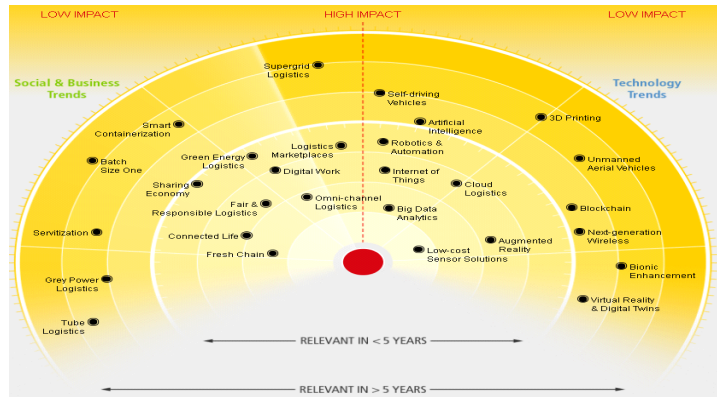 LOW IMPACT
HIGH IMPACT
LOW IMPACT
Social & Business
Trends
Technology
Trends
Supergrid
Logistics
Self-driving
Vehicles
Smart
Containerization
Artificial
Intelligence
3D Printing
Logistics
Marketplaces
Robotics &
Automation
Batch
Size One
Green Energy
Logistics
Digital Work
Internet of
Things
Unmanned
Aerial Vehicles
Sharing
Economy
Cloud
Logistics
Fair &
Responsible Logistics
Omni-channel
Logistics
Big Data
Analytics
Blockchain
Servitization
Connected Life
Next-generation
Wireless
Fresh Chain
Low-cost
Sensor Solutions
Augmented
Reality
Grey Power
Logistics
Bionic
Enhancement
Virtual Reality
& Digital Twins
Tube
Logistics
RELEVANT IN < 5 YEARS
RELEVANT IN > 5 YEARS